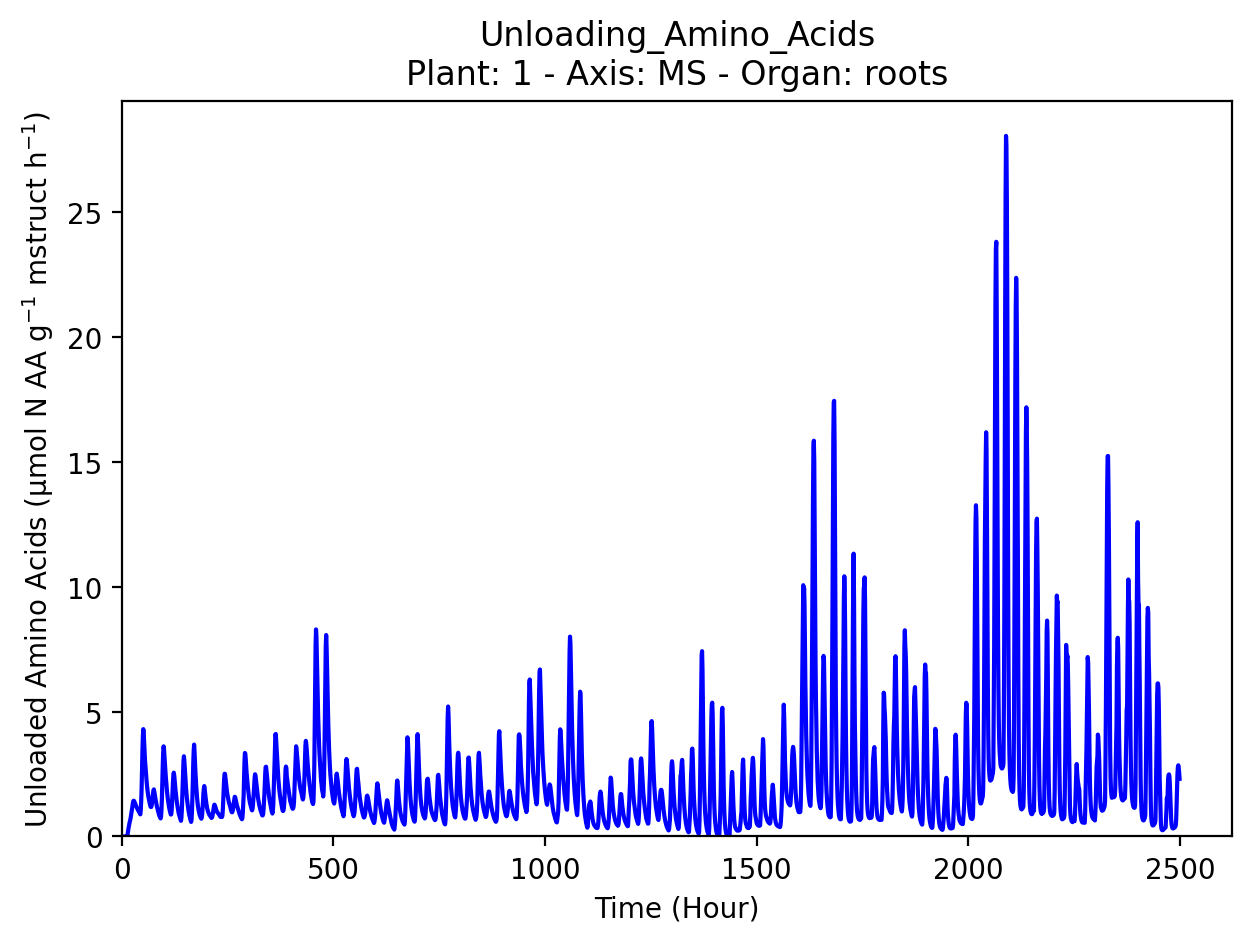 Unloading_Amino_Acids
Plant: 1 - Axis: MS - Organ: roots
Unloaded Amino Acids (µmol N AA g⁻¹ mstruct h⁻¹)
25
20
15
10
5
0
0 500 1000 1500 2000 2500
Time (Hour)